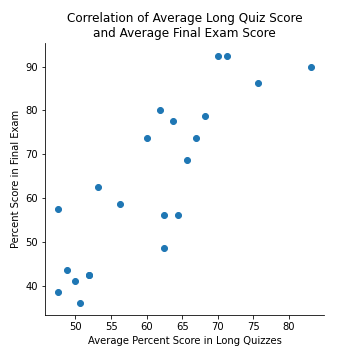 Correlation of Average Long Quiz Score
and Average Final Exam Score
Percent Score in Final Exam
90
80
70
60
50
40
50 55 60 65 70 75 80
Average Percent Score in Long Quizzes